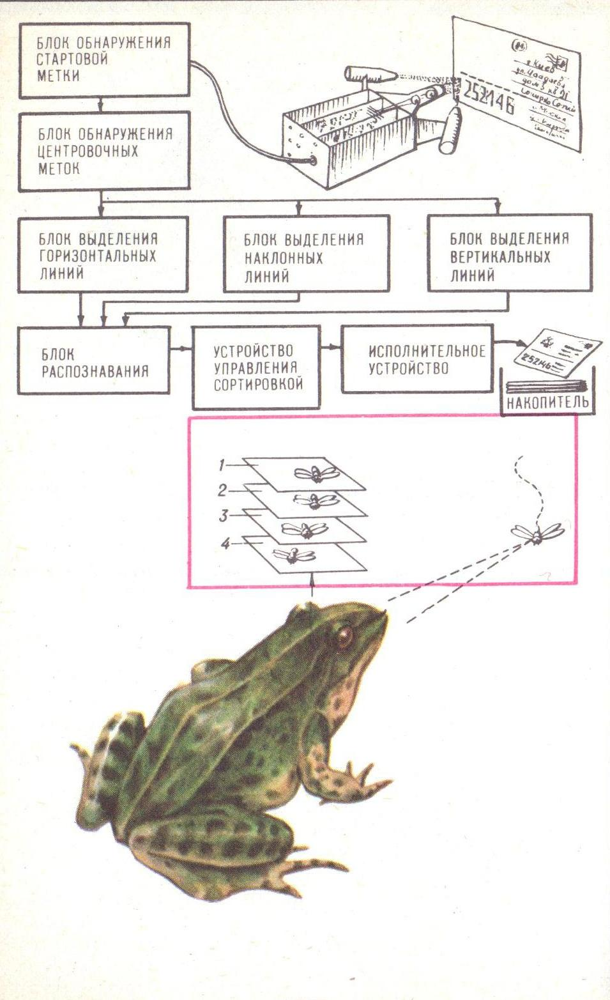 БЛОК ОБНАРУЖЕНИЯ
СТАРТОВОЙ
МЕТКИ
г. Киев
252146
БЛОК ОБНАРУЖЕНИЯ
ЦЕНТРОВОЧНЫХ
МЕТОК
БЛОК ВЫДЕЛЕНИЯ
ГОРИЗОНТАЛЬНЫХ
ЛИНИЙ
БЛОК ВЫДЕЛЕНИЯ
НАКЛОННЫХ
ЛИНИЙ
БЛОК ВЫДЕЛЕНИЯ
ВЕРТИКАЛЬНЫХ
ЛИНИЙ
БЛОК
РАСПОЗНАВАНИЯ
УСТРОЙСТВО
УПРАВЛЕНИЯ
СОРТИРОВКОЙ
ИСПОЛНИТЕЛЬНОЕ
УСТРОЙСТВО
252146
НАКОПИТЕЛЬ
1
2
3
4